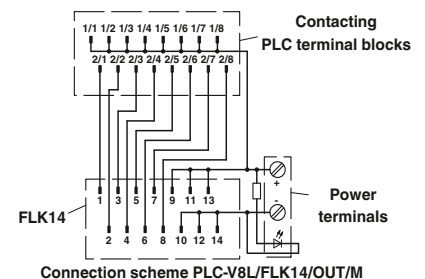 Contacting
PLC terminal blocks
1/1 1/2 1/3 1/4 1/5 1/6 1/7 1/8
2/1 2/2 2/3 2/4 2/5 2/6 2/7 2/8
1 3 5 7 9 11 13
+
-
FLK14
2 4 6 8 10 12 14
Power
terminals
Connection scheme PLC-V8L/FLK14/OUT/M